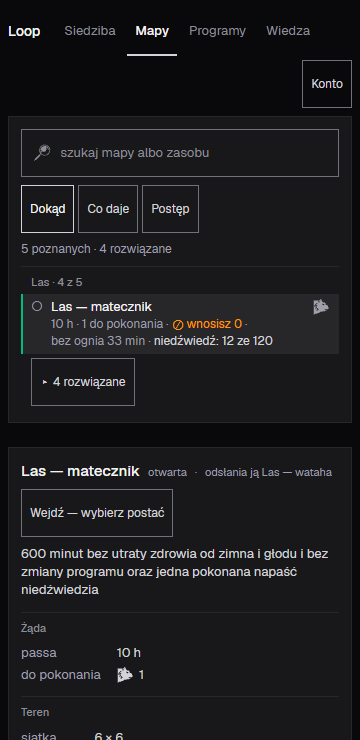 Loop Siedziba Mapy Programy Wiedza
Konto
szukaj mapy albo zasobu
Dokąd Co daje Postęp
5 poznanych · 4 rozwiązane
Las · 4 z 5
Las — matecznik
10 h · 1 do pokonania · wnosisz 0 ·
bez ognia 33 min · niedźwiedź: 12 ze 120
4 rozwiązane
Las — matecznik otwarta · odsłania ją Las — wataha
Wejdź — wybierz postać
600 minut bez utraty zdrowia od zimna i głodu i bez
zmiany programu oraz jedna pokonana napaść
niedźwiedzia
Żąda
passa 10 h
do pokonania 1
Teren
siatka 6 × 6